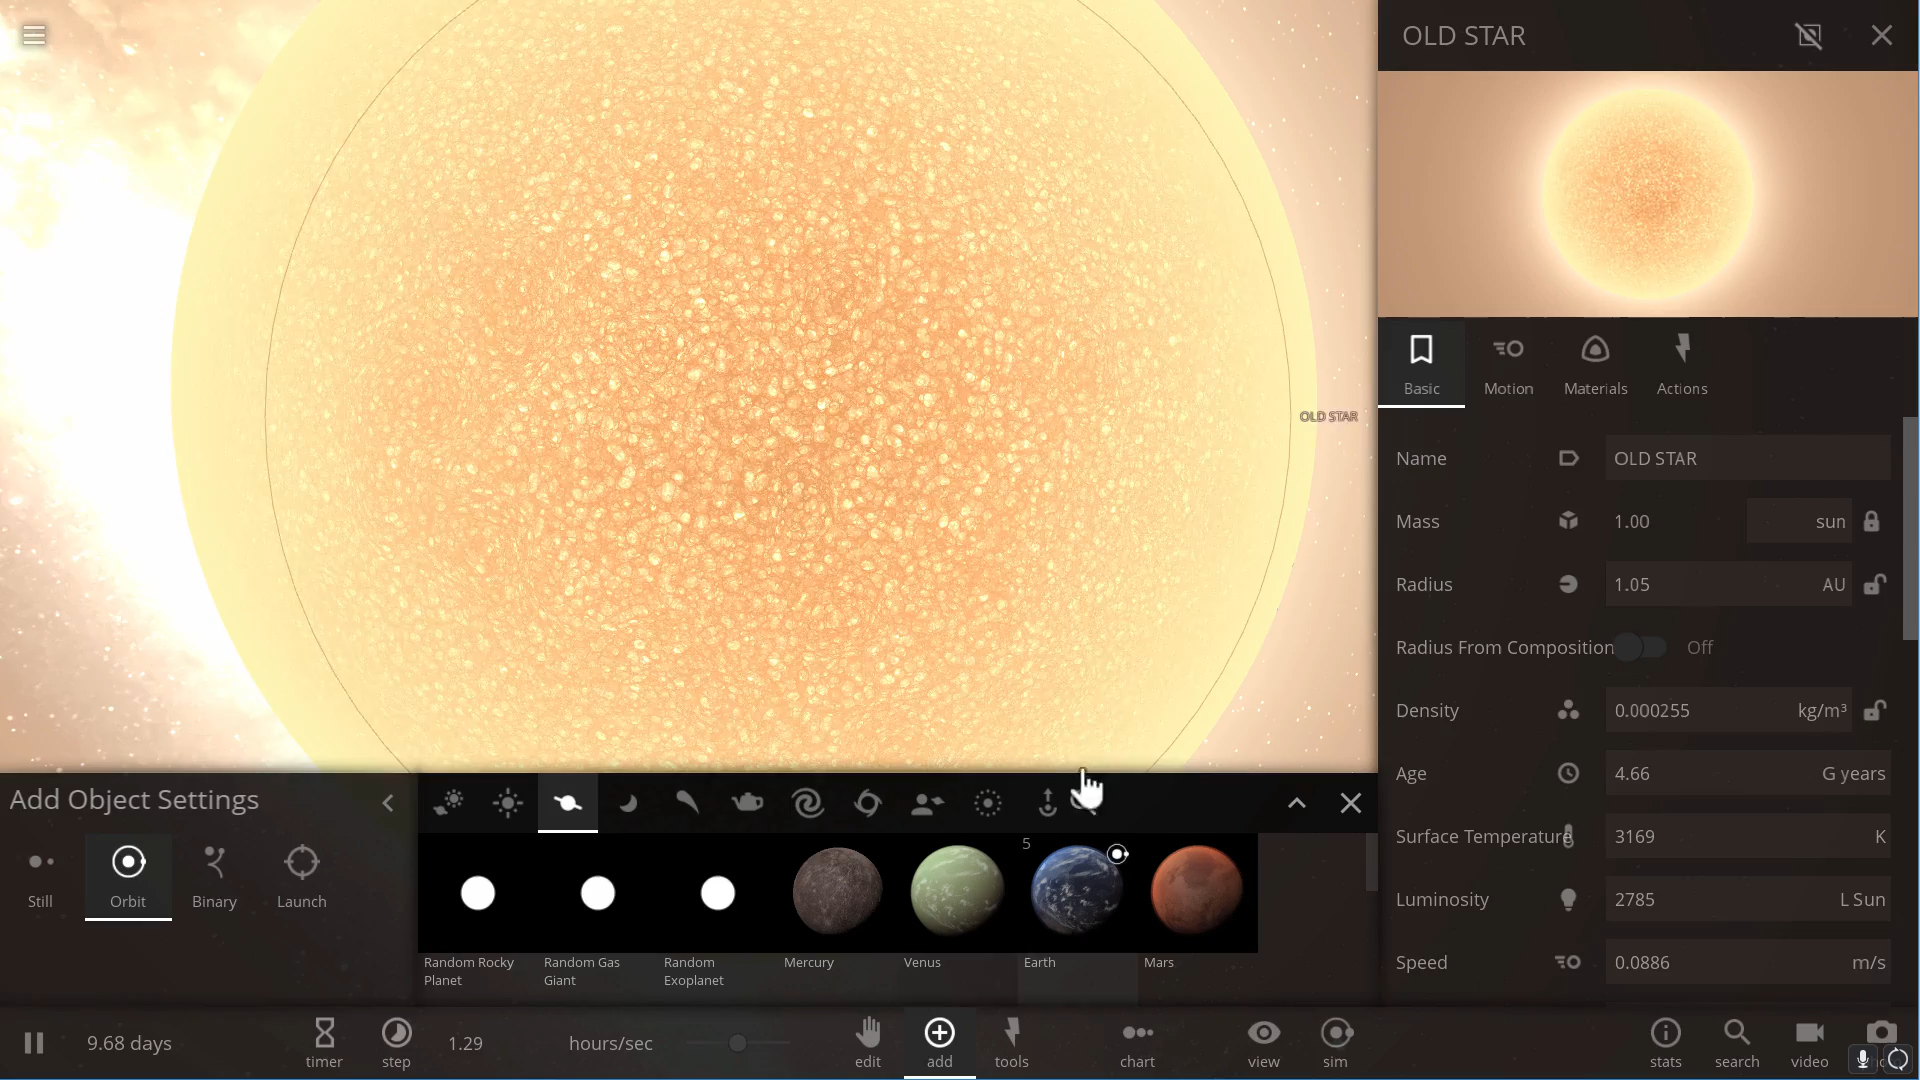 OLD STAR
OLD STAR
Basic
Motion
Materials
Actions
Name
OLD STAR
Mass
1.00
sun
Radius
1.05
AU
Radius From Composition
Off
Density
0.000255
kg/m³
Age
4.66
G years
Surface Temperature
3169
K
Luminosity
2785
L Sun
Speed
0.0886
m/s
Add Object Settings
Still
Orbit
Binary
Launch
5
Random Rocky
Planet
Random Gas
Giant
Random
Exoplanet
Mercury
Venus
Earth
Mars
9.68 days
timer
step
1.29
hours/sec
edit
add
tools
chart
view
sim
stats
search
video